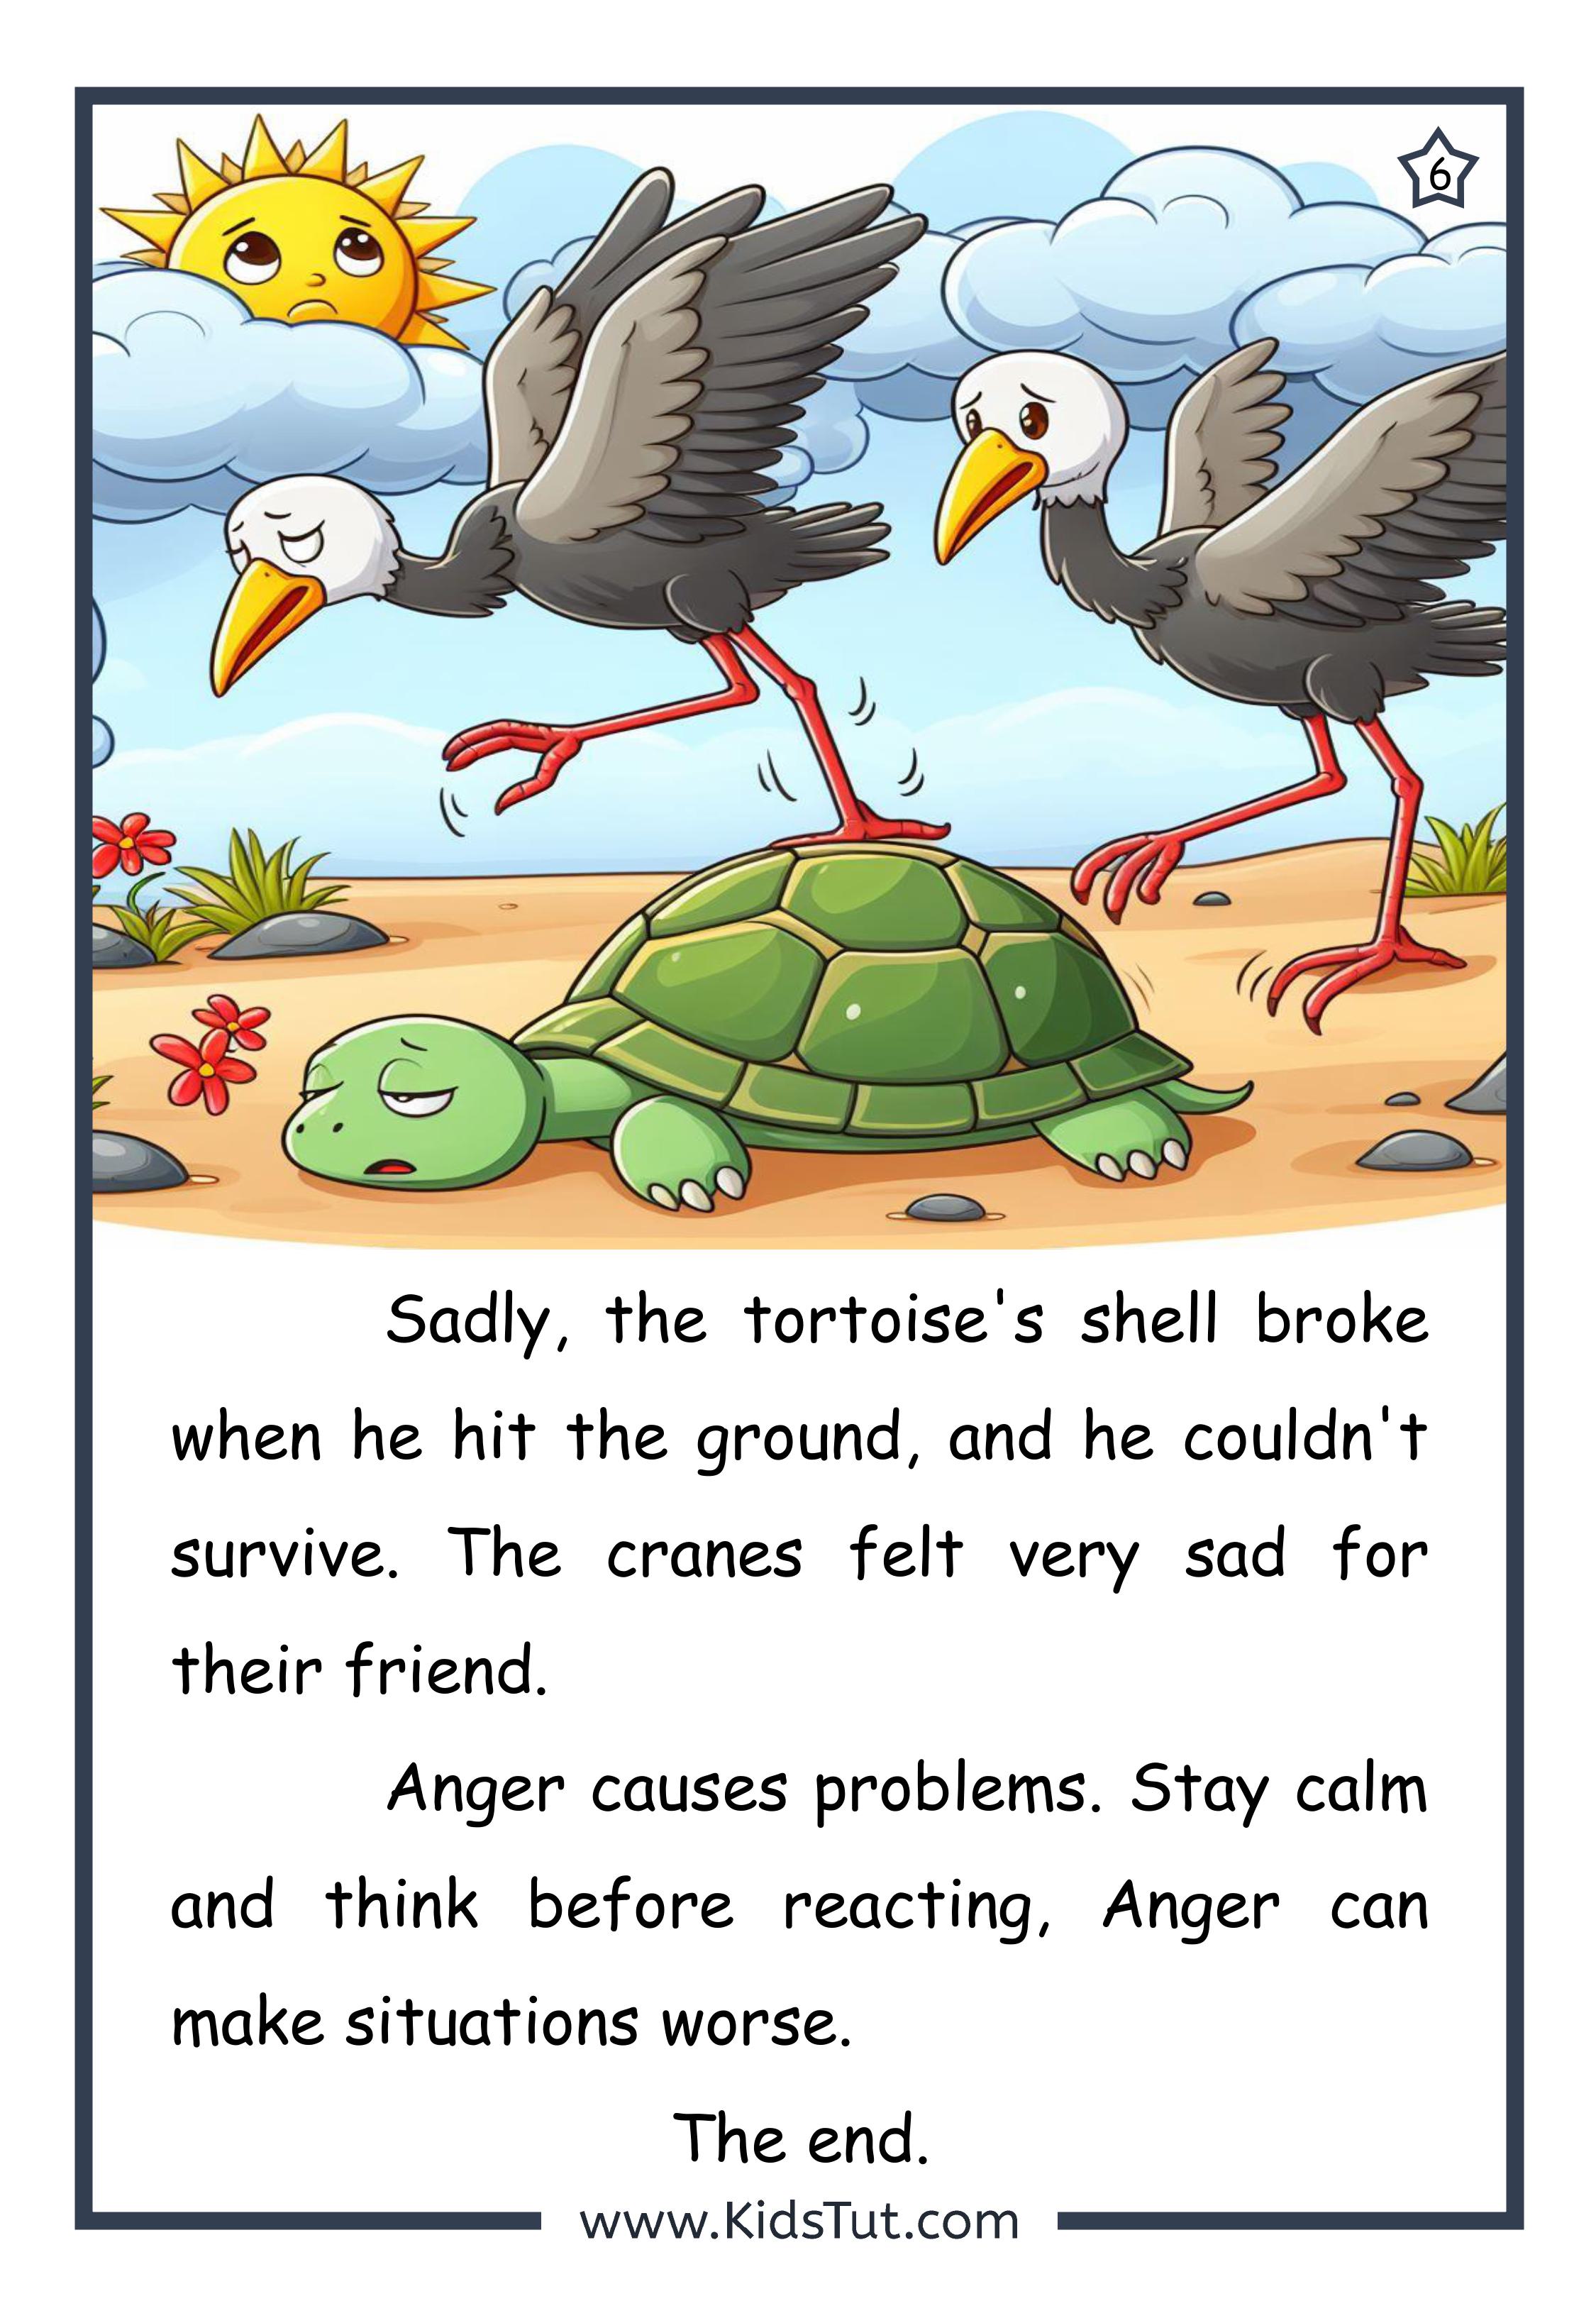 6
Sadly, the tortoise's shell broke
when he hit the ground, and he couldn't
survive. The cranes felt very sad for
their friend.
Anger causes problems. Stay calm
and think before reacting, Anger can
make situations worse.
The end.
www.KidsTut.com